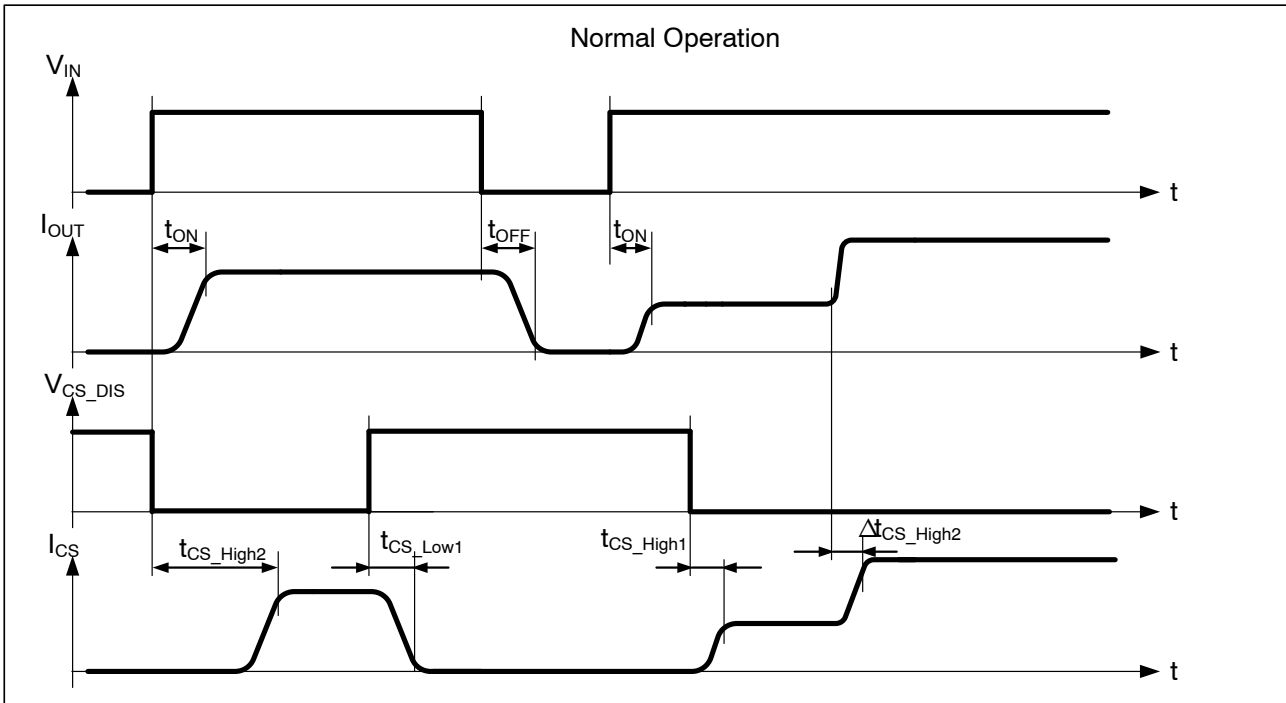 Normal Operation
V_IN
t
I_OUT
t_ON
t_OFF
t_ON
t
V_CS_DIS
t
I_CS
t_CS_High2
t_CS_Low1
t_CS_High1
Δt_CS_High2
t